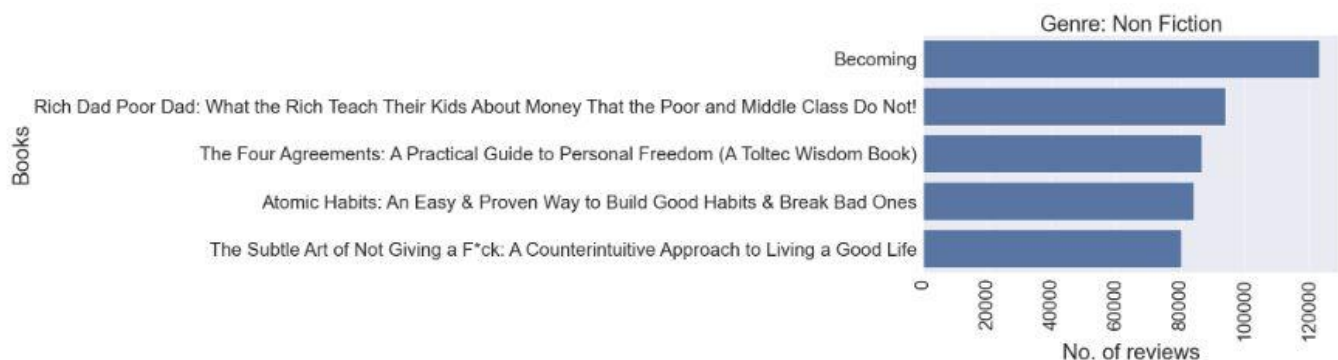 Genre: Non Fiction
Becoming
Rich Dad Poor Dad: What the Rich Teach Their Kids About Money That the Poor and Middle Class Do Not!
The Four Agreements: A Practical Guide to Personal Freedom (A Toltec Wisdom Book)
Atomic Habits: An Easy & Proven Way to Build Good Habits & Break Bad Ones
The Subtle Art of Not Giving a F*ck: A Counterintuitive Approach to Living a Good Life
Books
0 20000 40000 60000 80000 100000 120000
No. of reviews